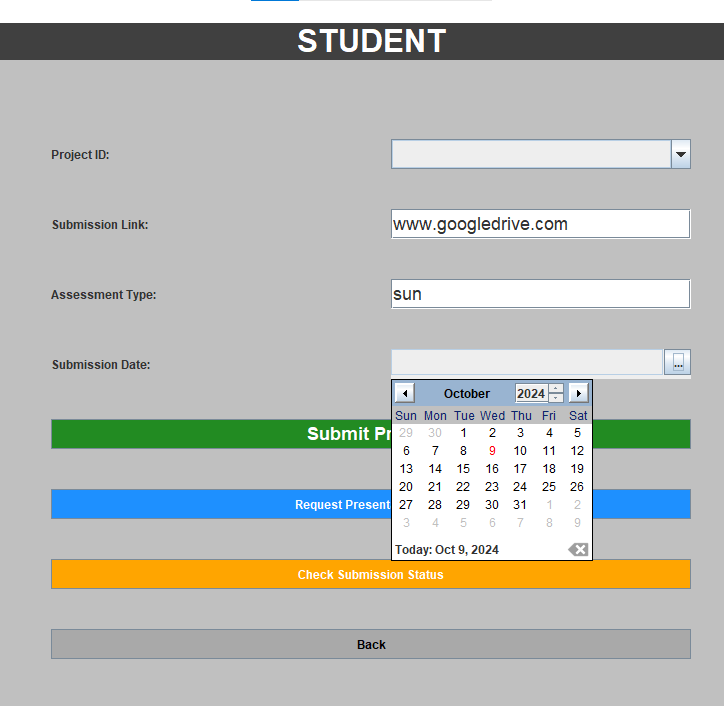 STUDENT
Project ID:
Submission Link: www.googledrive.com
Assessment Type: sun
Submission Date: ...
October 2024
Sun Mon Tue Wed Thu Fri Sat
29 30 1 2 3 4 5
6 7 8 9 10 11 12
13 14 15 16 17 18 19
20 21 22 23 24 25 26
27 28 29 30 31 1 2
3 4 5 6 7 8 9
Today: Oct 9, 2024
Submit Pr
Request Present
Check Submission Status
Back